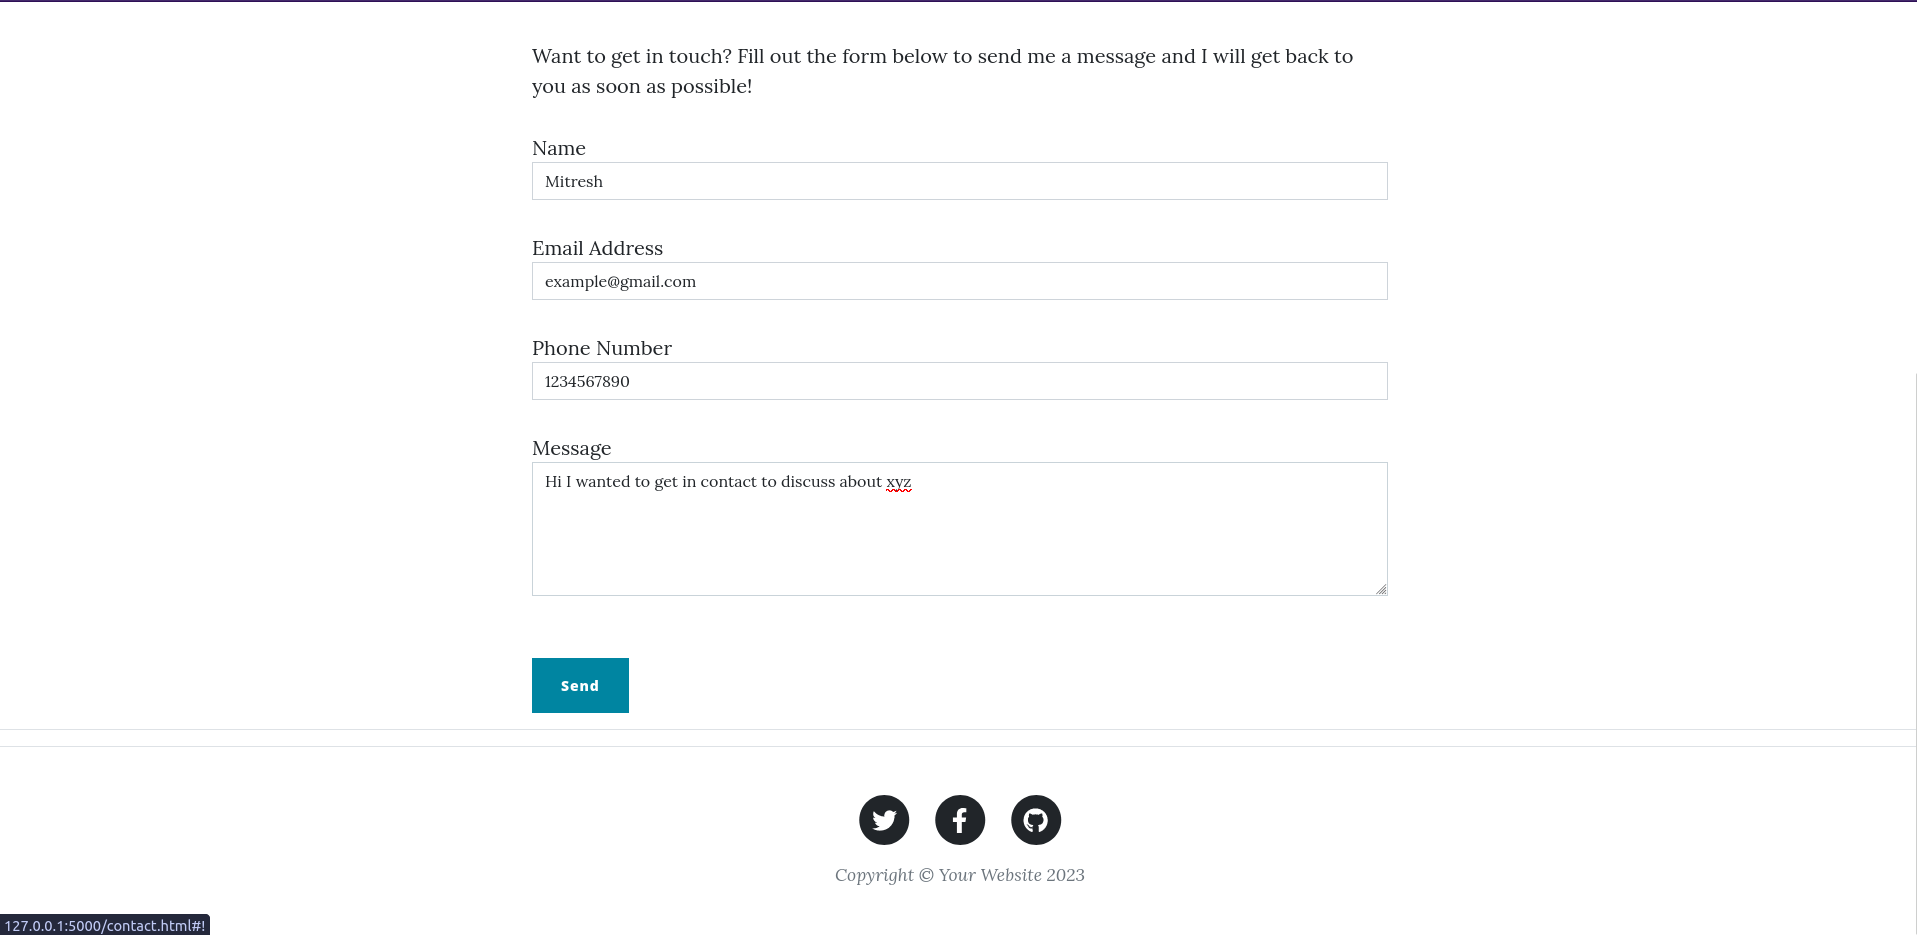 Want to get in touch? Fill out the form below to send me a message and I will get back to
you as soon as possible!
Name
Mitresh
Email Address
example@gmail.com
Phone Number
1234567890
Message
Hi I wanted to get in contact to discuss about xyz
Send
Copyright © Your Website 2023
127.0.0.1:5000/contact.html#!